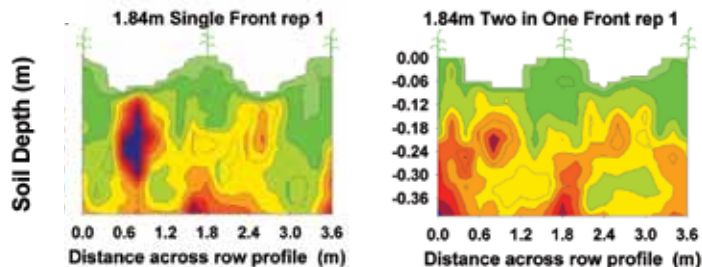 1.84m Single Front rep 1
1.84m Two in One Front rep 1
Soil Depth (m)
0.00
-0.06
-0.12
-0.18
-0.24
-0.30
-0.36
0.0 0.6 1.2 1.8 2.4 3.0 3.6
Distance across row profile (m)
0.0 0.6 1.2 1.8 2.4 3.0 3.6
Distance across row profile (m)